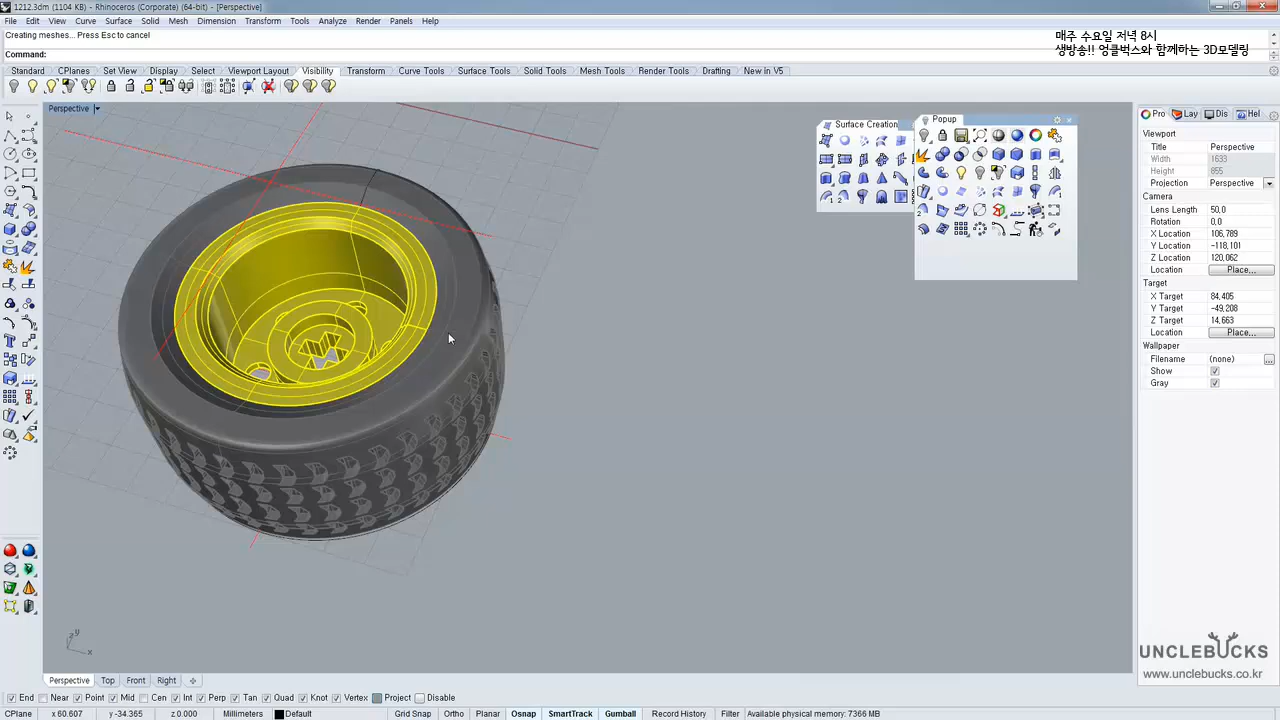 1212.3dm (1104 KB) - Rhinoceros (Corporate) (64-bit) - [Perspective]
File Edit View Curve Surface Solid Mesh Dimension Transform Tools Analyze Render Panels Help
Creating meshes... Press Esc to cancel
Command:
매주 수요일 저녁 8시
생방송!! 엉클벅스와 함께하는 3D모델링
Standard CPlanes Set View Display Select Viewport Layout Visibility Transform Curve Tools Surface Tools Solid Tools Mesh Tools Render Tools Drafting New in V5
Perspective
Surface Creation
Popup
Pro Lay Dis Hel
Viewport
Title Perspective
Width 1633
Height 855
Projection Perspective
Camera
Lens Length 50,0
Rotation 0,0
X Location 106,789
Y Location -118,101
Z Location 120,062
Location Place...
Target
X Target 84,405
Y Target -49,208
Z Target 14,663
Location Place...
Wallpaper
Filename (none) ...
Show
Gray
y
x
UNCLEBUCKS
www.unclebucks.co.kr
Perspective Top Front Right
End Near Point Mid Cen Int Perp Tan Quad Knot Vertex Project Disable
CPlane x 60.607 y -34.365 z 0.000 Millimeters Default Grid Snap Ortho Planar Osnap SmartTrack Gumball Record History Filter Available physical memory: 7366 MB